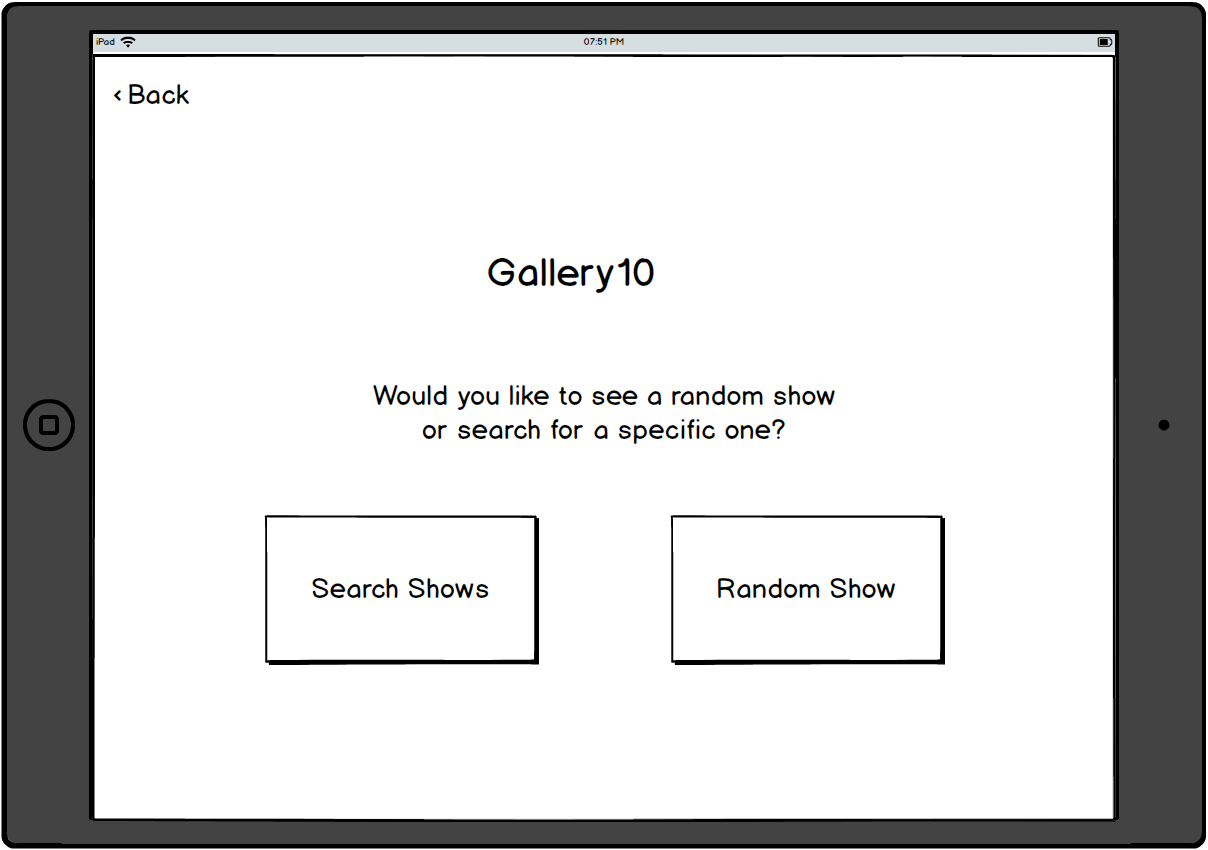 iPad 07:51 PM
< Back
Gallery10
Would you like to see a random show
or search for a specific one?
Search Shows Random Show